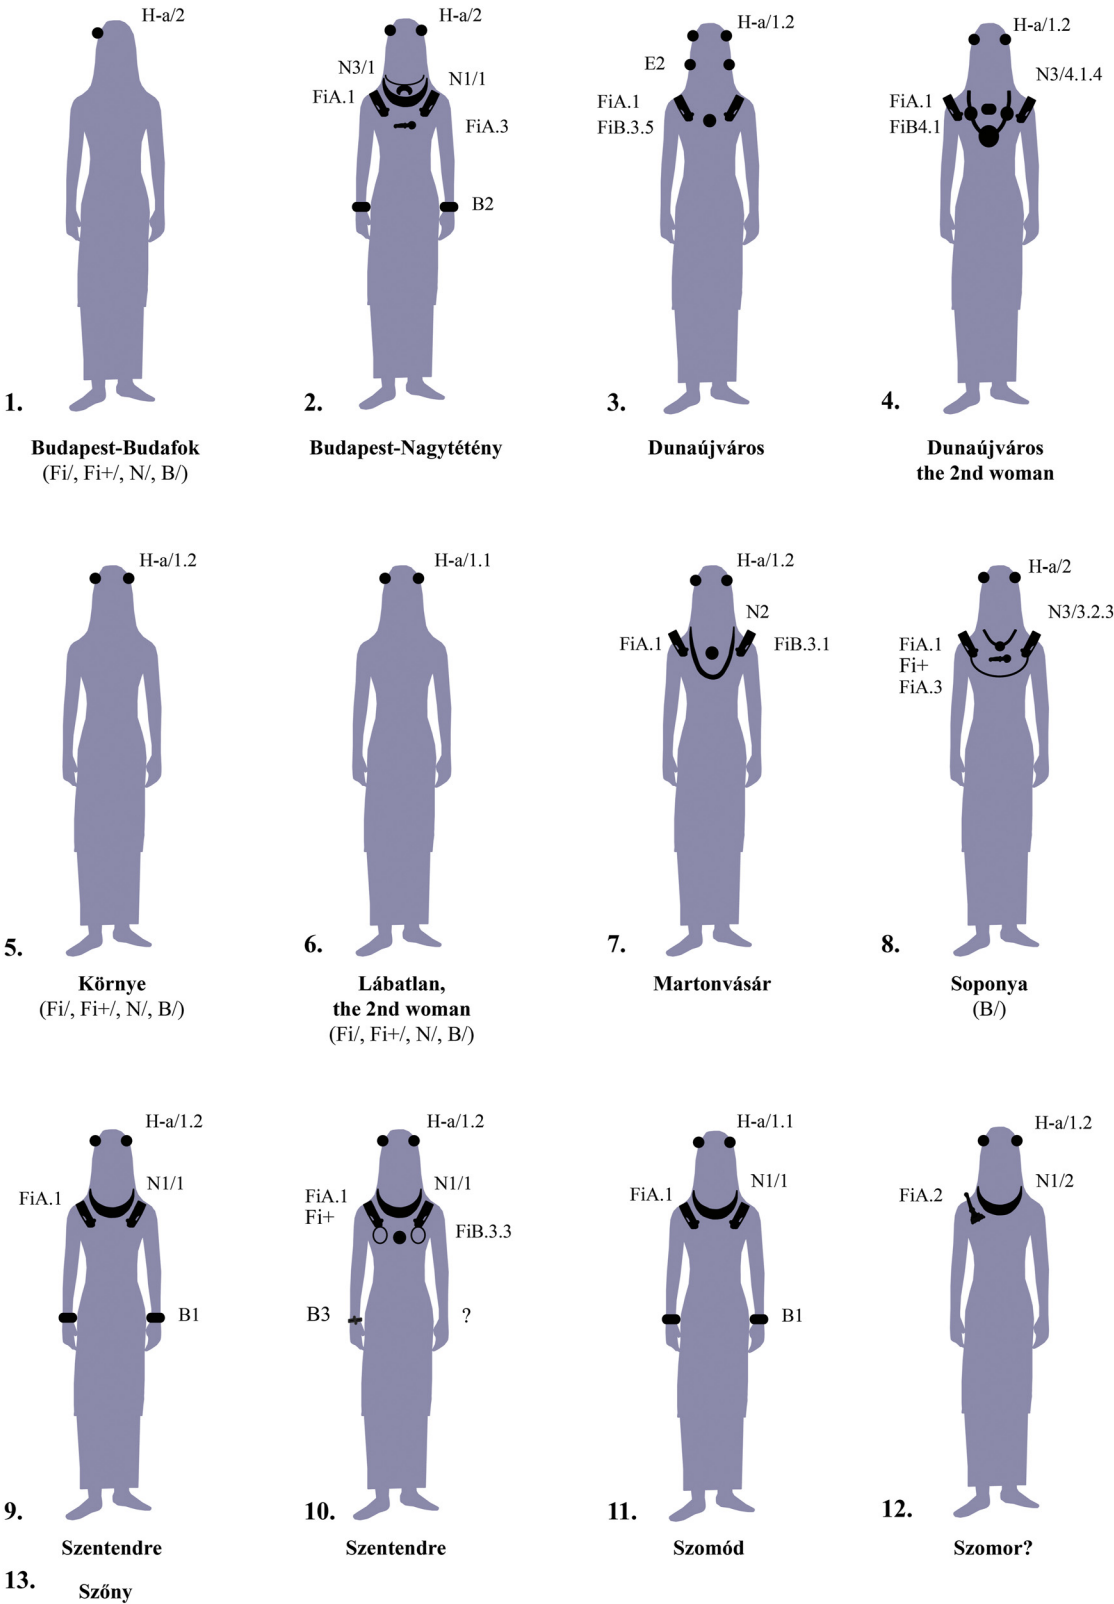 H-a/2
1.
Budapest-Budafok
(Fi/, Fi+/, N/, B/)
H-a/2
N3/1
N1/1
FiA.1
FiA.3
B2
2.
Budapest-Nagytétény
H-a/1.2
E2
FiA.1
FiB.3.5
3.
Dunaújváros
H-a/1.2
N3/4.1.4
FiA.1
FiB4.1
4.
Dunaújváros
the 2nd woman
H-a/1.2
5.
Környe
(Fi/, Fi+/, N/, B/)
H-a/1.1
6.
Lábatlan,
the 2nd woman
(Fi/, Fi+/, N/, B/)
H-a/1.2
N2
FiA.1
FiB.3.1
7.
Martonvásár
H-a/2
N3/3.2.3
FiA.1
Fi+
FiA.3
8.
Soponya
(B/)
H-a/1.2
N1/1
FiA.1
B1
9.
Szentendre
H-a/1.2
N1/1
FiA.1
Fi+
FiB.3.3
B3
?
10.
Szentendre
H-a/1.1
N1/1
FiA.1
B1
11.
Szomód
H-a/1.2
N1/2
FiA.2
12.
Szomor?
13.
Szőny